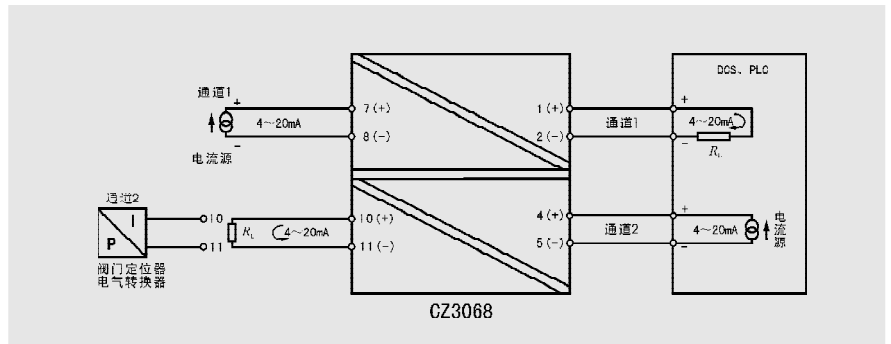 DCS、PLC
通道1
+
7(+)
1(+)
+
4～20mA
通道1
4～20mA
8(-)
2(-)
-
-
RL
电流源
通道2
I
P
10
11
RL
4～20mA
10(+)
11(-)
4(+)
5(-)
通道2
+
-
4～20mA
电流源
阀门定位器
电气转换器
CZ3068